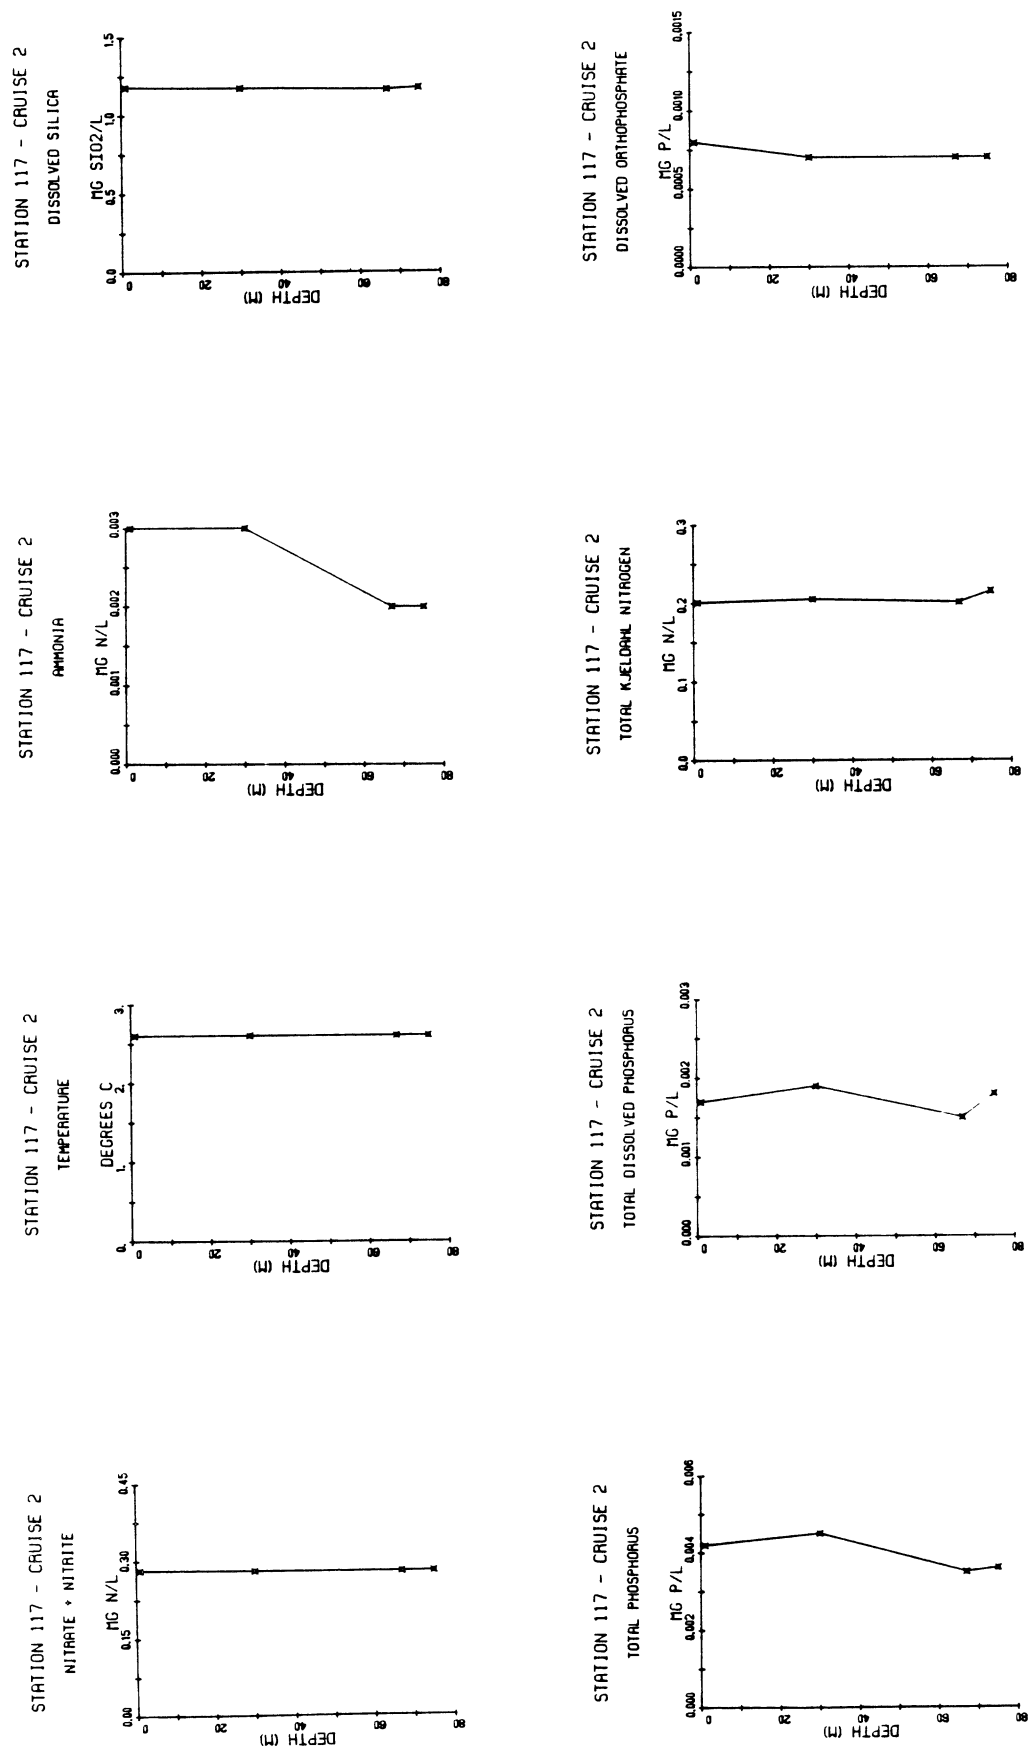 STATION 117 - CRUISE 2
NITRATE + NITRITE
MG N/L
0.00 0.15 0.30 0.45
0
20
40
60
80
DEPTH (M)
STATION 117 - CRUISE 2
TEMPERATURE
DEGREES C
0. 1. 2. 3.
0
20
40
60
80
DEPTH (M)
STATION 117 - CRUISE 2
AMMONIA
MG N/L
0.000 0.001 0.002 0.003
0
20
40
60
80
DEPTH (M)
STATION 117 - CRUISE 2
DISSOLVED SILICA
MG SIO2/L
0.0 0.5 1.0 1.5
0
20
40
60
80
DEPTH (M)
STATION 117 - CRUISE 2
TOTAL PHOSPHORUS
MG P/L
0.000 0.002 0.004 0.006
0
20
40
60
80
DEPTH (M)
STATION 117 - CRUISE 2
TOTAL DISSOLVED PHOSPHORUS
MG P/L
0.000 0.001 0.002 0.003
0
20
40
60
80
DEPTH (M)
STATION 117 - CRUISE 2
TOTAL KJELDAHL NITROGEN
MG N/L
0.0 0.1 0.2 0.3
0
20
40
60
80
DEPTH (M)
STATION 117 - CRUISE 2
DISSOLVED ORTHOPHOSPHATE
MG P/L
0.0000 0.0005 0.0010 0.0015
0
20
40
60
80
DEPTH (M)